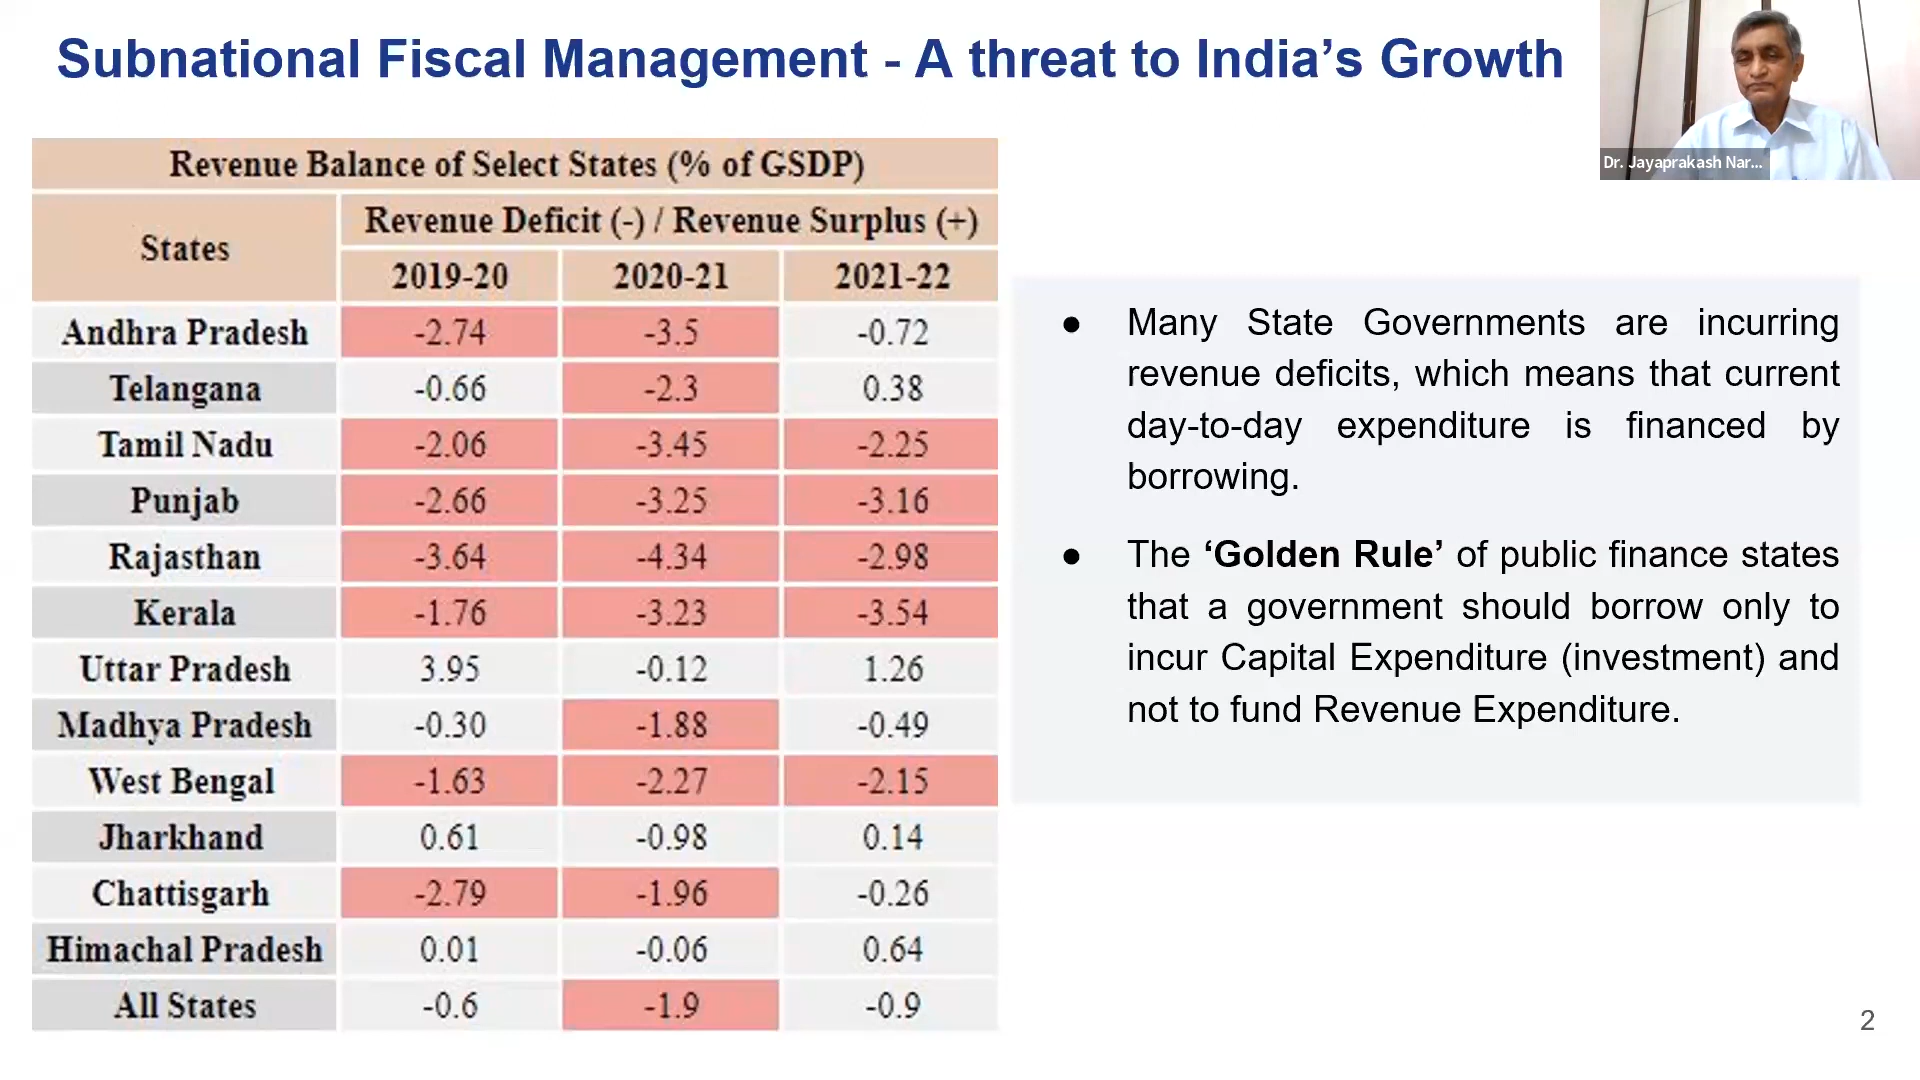 Subnational Fiscal Management - A threat to India’s Growth
Dr. Jayaprakash Nar...
Revenue Balance of Select States (% of GSDP)
States
Revenue Deficit (-) / Revenue Surplus (+)
2019-20 2020-21 2021-22
Andhra Pradesh -2.74 -3.5 -0.72
Telangana -0.66 -2.3 0.38
Tamil Nadu -2.06 -3.45 -2.25
Punjab -2.66 -3.25 -3.16
Rajasthan -3.64 -4.34 -2.98
Kerala -1.76 -3.23 -3.54
Uttar Pradesh 3.95 -0.12 1.26
Madhya Pradesh -0.30 -1.88 -0.49
West Bengal -1.63 -2.27 -2.15
Jharkhand 0.61 -0.98 0.14
Chattisgarh -2.79 -1.96 -0.26
Himachal Pradesh 0.01 -0.06 0.64
All States -0.6 -1.9 -0.9
● Many State Governments are incurring
revenue deficits, which means that current
day-to-day expenditure is financed by
borrowing.
● The ‘Golden Rule’ of public finance states
that a government should borrow only to
incur Capital Expenditure (investment) and
not to fund Revenue Expenditure.
2